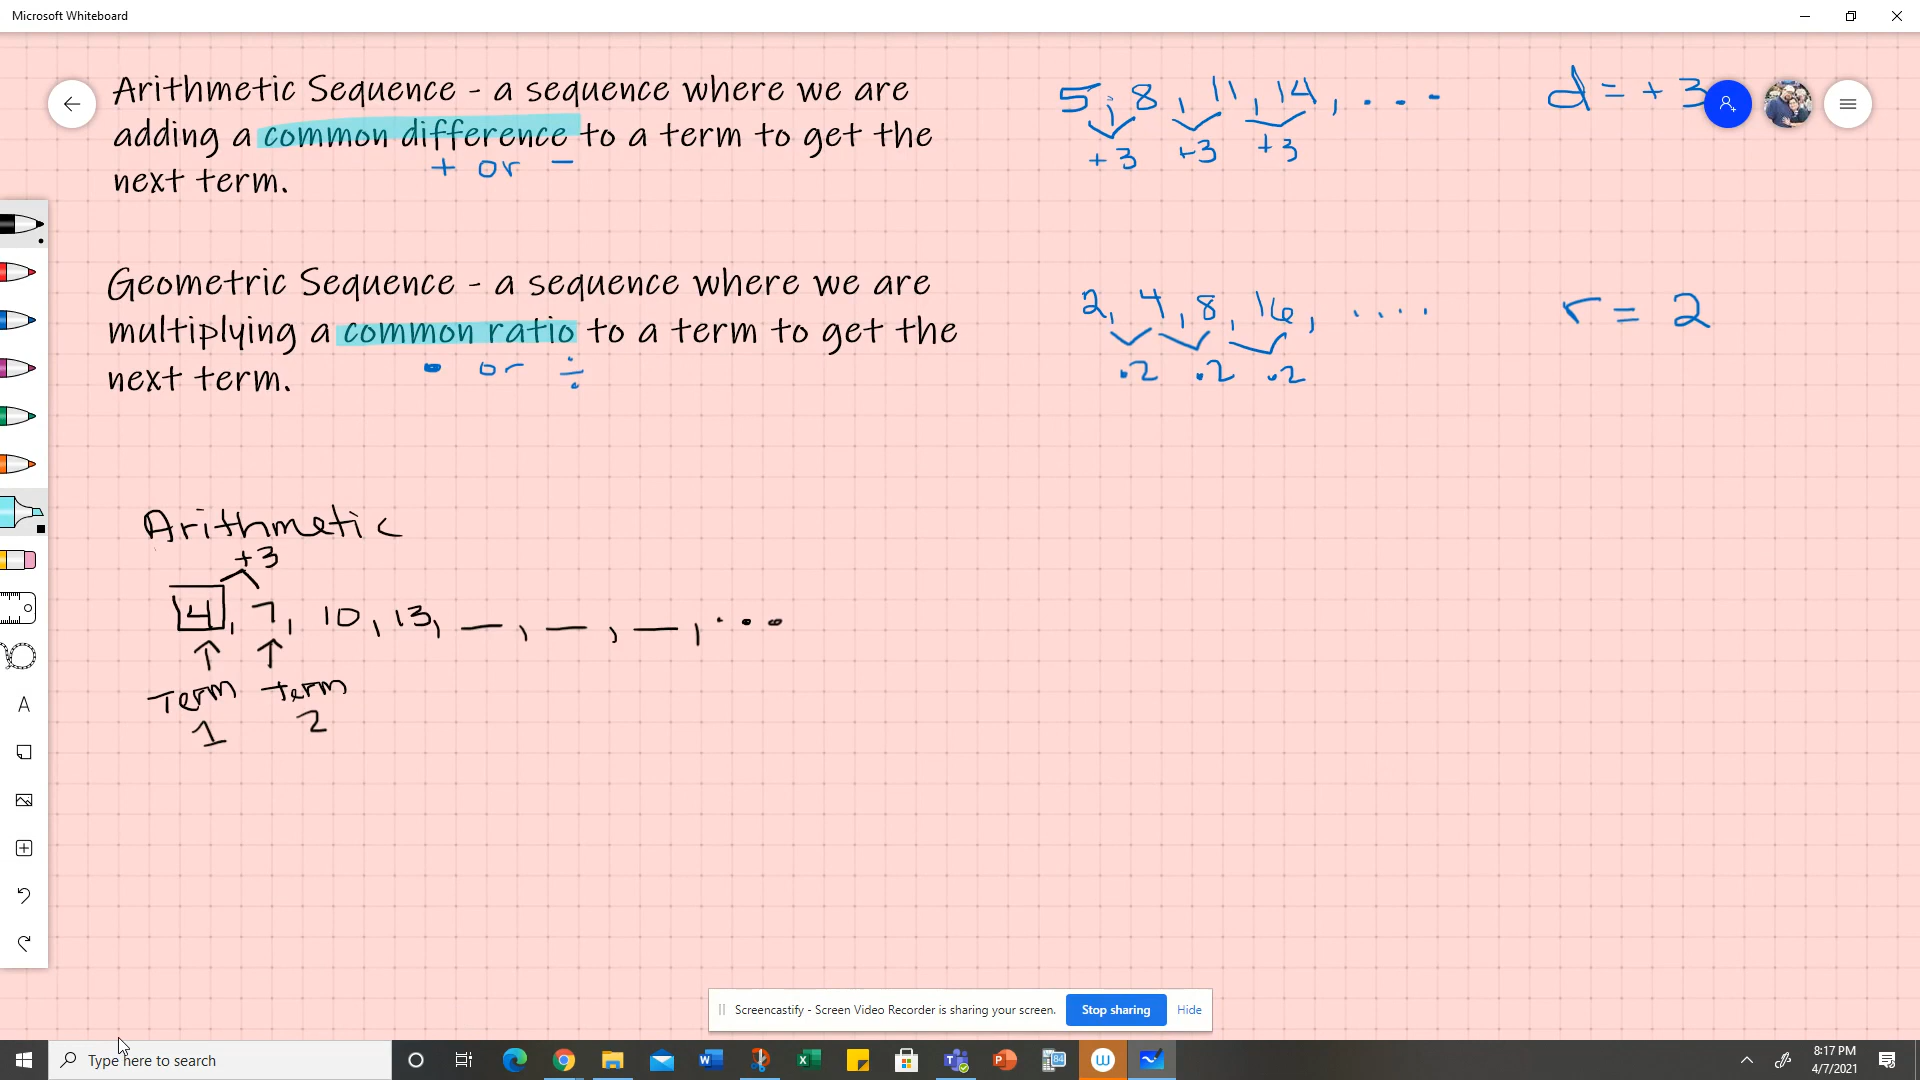 Microsoft Whiteboard
Arithmetic Sequence - a sequence where we are
adding a common difference to a term to get the
+ or −
next term.
5, 8, 11, 14, . . .
+3 +3 +3
d = + 3
Geometric Sequence - a sequence where we are
multiplying a common ratio to a term to get the
• or ÷
next term.
2, 4, 8, 16, . . . .
.2 .2 .2
r = 2
Arithmetic
+3
4, 7, 10, 13, __, __, __, . . .
Term term
1 2
A
Screencastify - Screen Video Recorder is sharing your screen.
Stop sharing
Hide
Type here to search
8:17 PM
4/7/2021